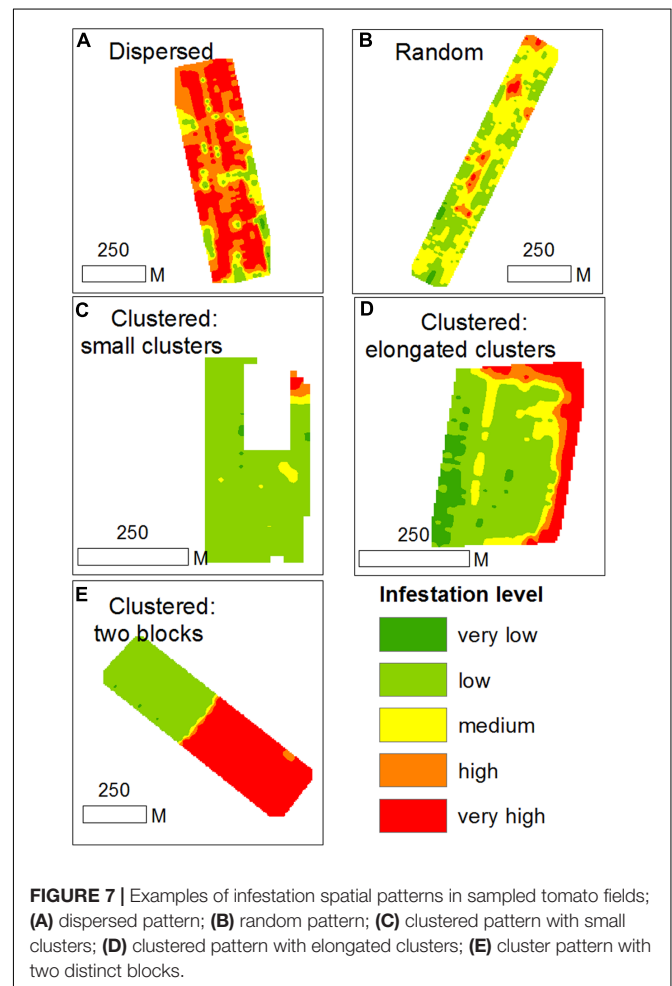 A
Dispersed
250
M
B
Random
250
M
C
Clustered:
small clusters
250
M
D
Clustered:
elongated clusters
250
M
E
Clustered:
two blocks
250
M
Infestation level
very low
low
medium
high
very high
FIGURE 7 | Examples of infestation spatial patterns in sampled tomato fields;
(A) dispersed pattern; (B) random pattern; (C) clustered pattern with small
clusters; (D) clustered pattern with elongated clusters; (E) cluster pattern with
two distinct blocks.